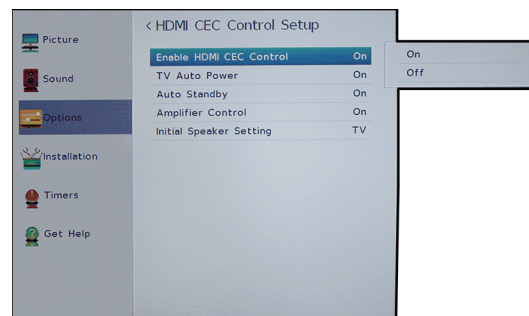 < HDMI CEC Control Setup
Picture
Sound
Options
Installation
Timers
Get Help
Enable HDMI CEC Control On
TV Auto Power On
Auto Standby On
Amplifier Control On
Initial Speaker Setting TV
On
Off